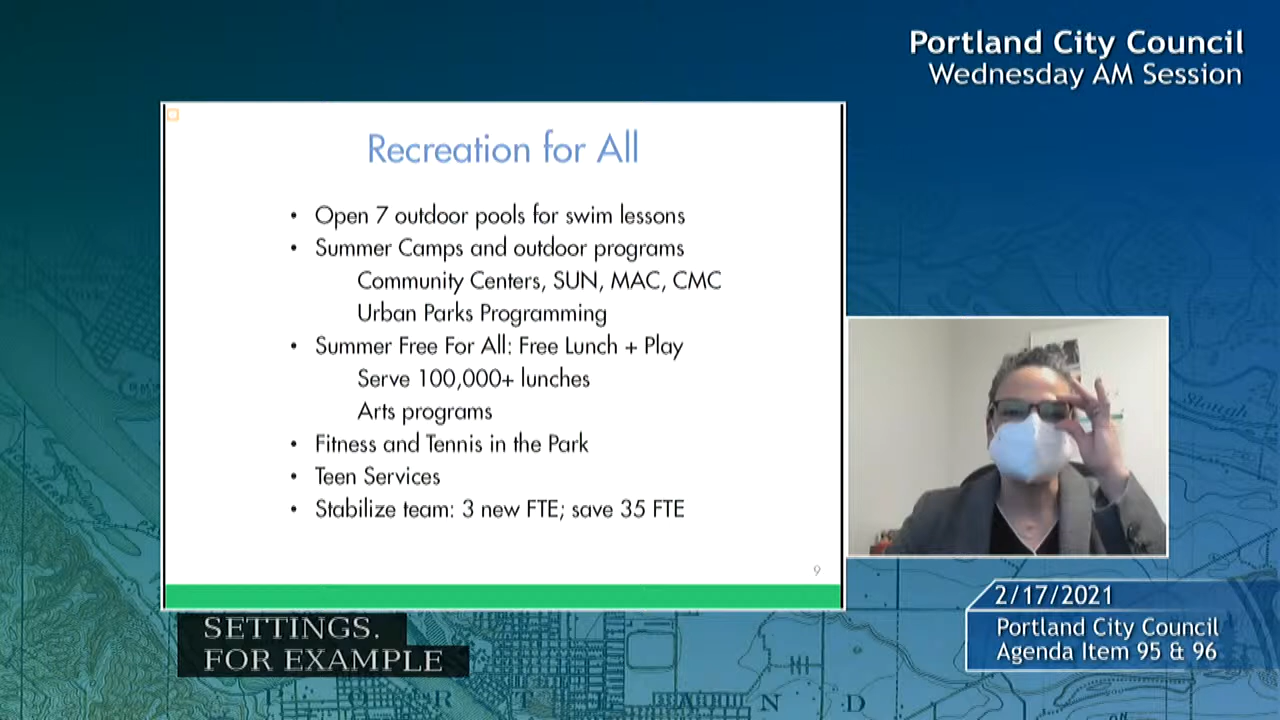 Portland City Council
Wednesday AM Session
Recreation for All
• Open 7 outdoor pools for swim lessons
• Summer Camps and outdoor programs
Community Centers, SUN, MAC, CMC
Urban Parks Programming
• Summer Free For All: Free Lunch + Play
Serve 100,000+ lunches
Arts programs
• Fitness and Tennis in the Park
• Teen Services
• Stabilize team: 3 new FTE; save 35 FTE
9
Slough
2/17/2021
Portland City Council
Agenda Item 95 & 96
SETTINGS.
FOR EXAMPLE